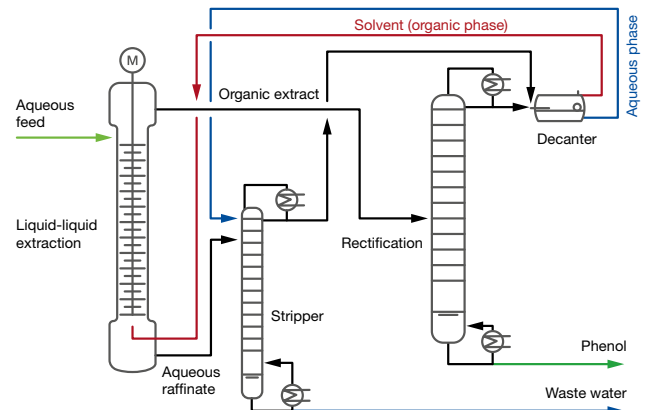 Solvent (organic phase)
Aqueous phase
M
Organic extract
Aqueous
feed
Decanter
Liquid-liquid
extraction
Rectification
Stripper
Phenol
Aqueous
raffinate
Waste water